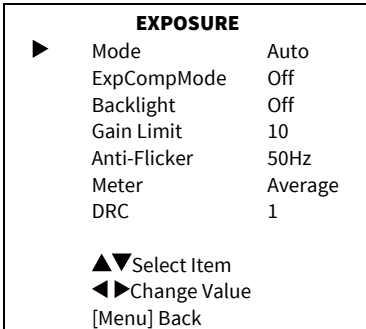 EXPOSURE
▶ Mode Auto
ExpCompMode Off
Backlight Off
Gain Limit 10
Anti-Flicker 50Hz
Meter Average
DRC 1
▲▼Select Item
◀▶Change Value
[Menu] Back